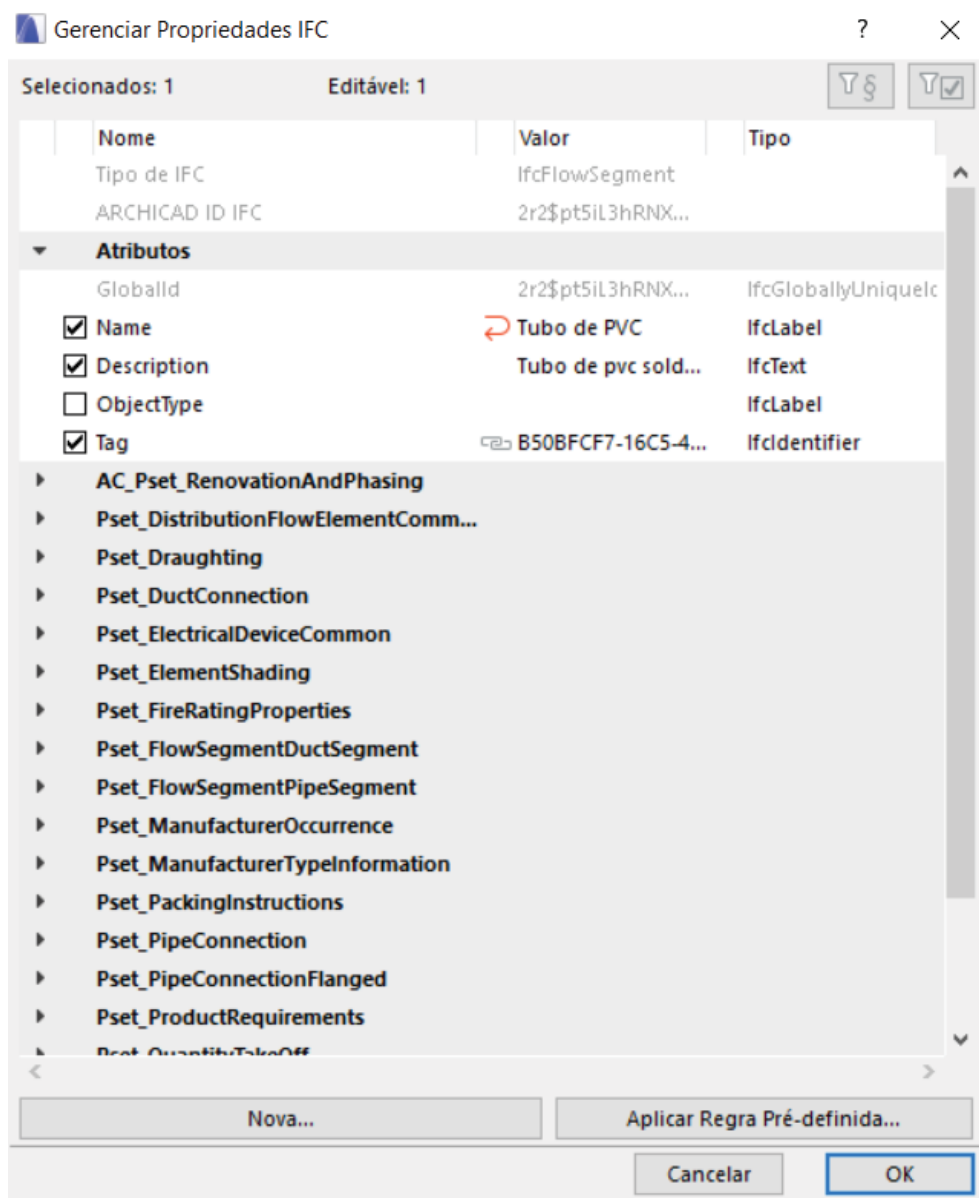 Gerenciar Propriedades IFC ?
Selecionados: 1 Editável: 1 §
Nome Valor Tipo
Tipo de IFC IfcFlowSegment
ARCHICAD ID IFC 2r2$pt5iL3hRNX...
Atributos
GlobalId 2r2$pt5iL3hRNX... IfcGloballyUniqueIc
Name Tubo de PVC IfcLabel
Description Tubo de pvc sold... IfcText
ObjectType IfcLabel
Tag B50BFCF7-16C5-4... IfcIdentifier
AC_Pset_RenovationAndPhasing
Pset_DistributionFlowElementComm...
Pset_Draughting
Pset_DuctConnection
Pset_ElectricalDeviceCommon
Pset_ElementShading
Pset_FireRatingProperties
Pset_FlowSegmentDuctSegment
Pset_FlowSegmentPipeSegment
Pset_ManufacturerOccurrence
Pset_ManufacturerTypeInformation
Pset_PackingInstructions
Pset_PipeConnection
Pset_PipeConnectionFlanged
Pset_ProductRequirements
Pset_QuantityTakeOff
Nova... Aplicar Regra Pré-definida...
Cancelar OK